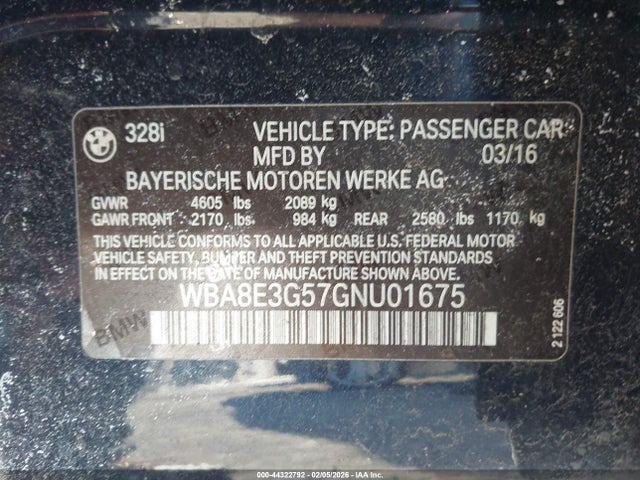 328i VEHICLE TYPE: PASSENGER CAR
MFD BY 03/16
BAYERISCHE MOTOREN WERKE AG
GVWR 4605 lbs 2089 kg
GAWR FRONT: 2170 lbs 984 kg REAR 2580 lbs 1170 kg
THIS VEHICLE CONFORMS TO ALL APPLICABLE U.S. FEDERAL MOTOR
VEHICLE SAFETY, BUMPER, AND THEFT PREVENTION STANDARDS
IN EFFECT ON THE DATE OF MANUFACTURE SHOWN ABOVE.
WBA8E3G57GNU01675
2 122 606
BMW
000-44322792 - 02/05/2026 - IAA Inc.